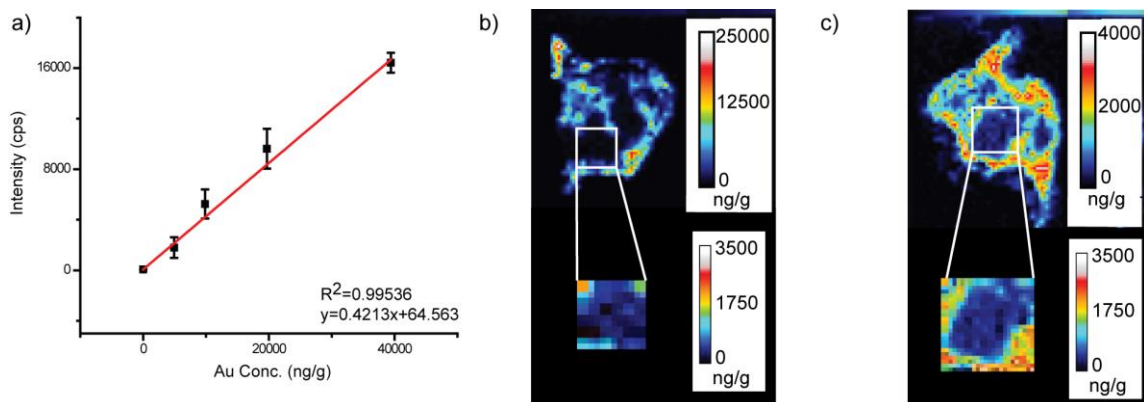 a)
Intensity (cps)
16000
8000
0
0
20000
40000
Au Conc. (ng/g)
R²=0.99536
y=0.4213x+64.563
b)
25000
12500
0
ng/g
3500
1750
0
ng/g
c)
4000
2000
0
ng/g
3500
1750
0
ng/g